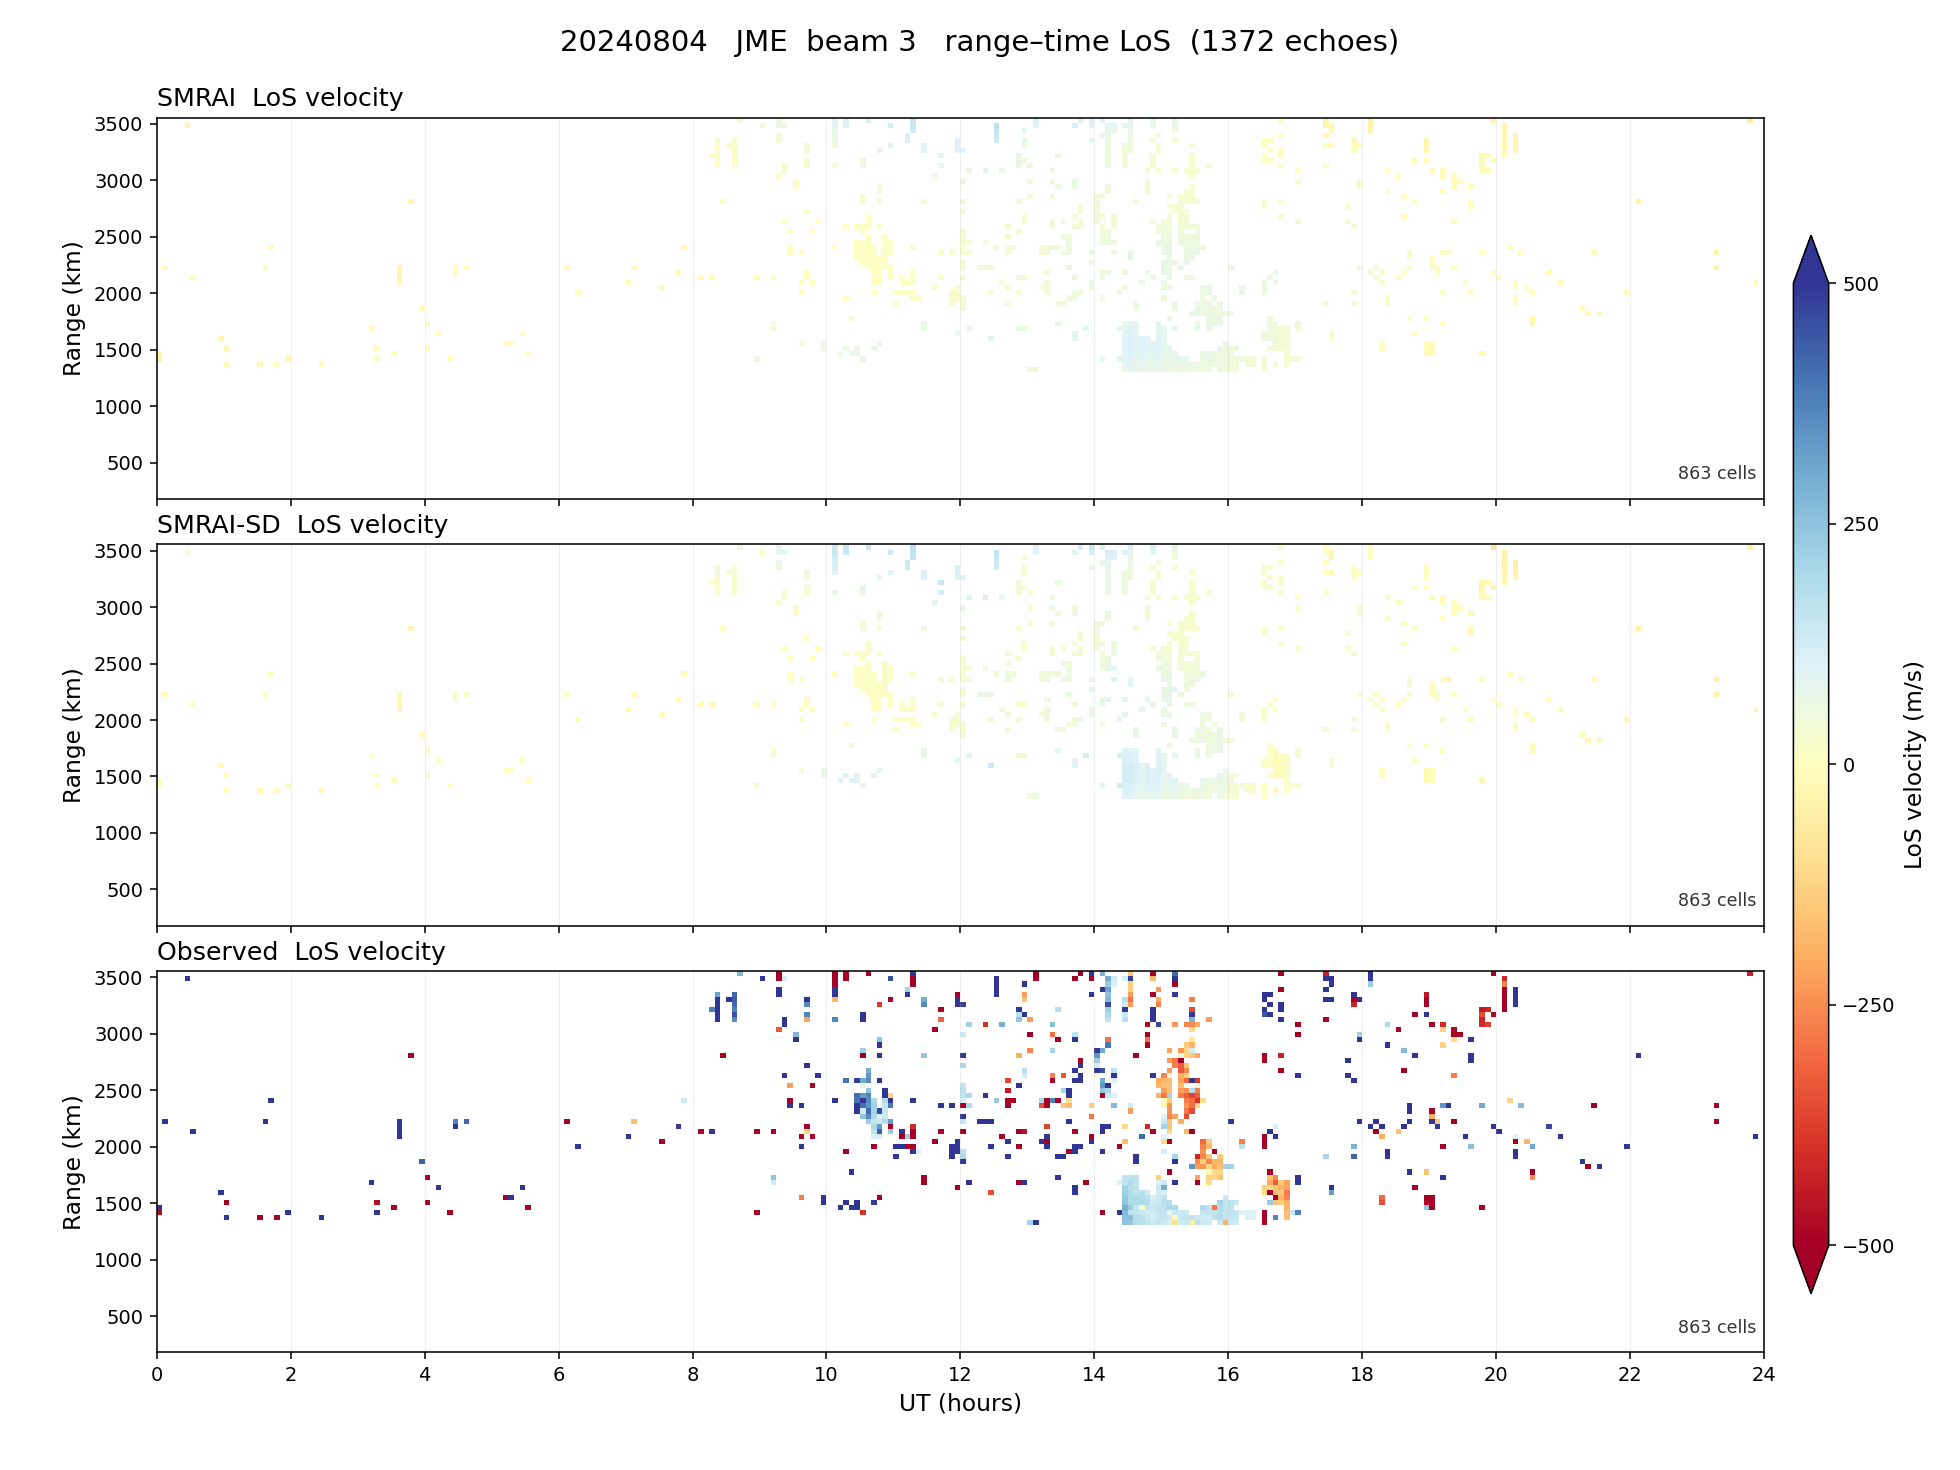 20240804   JME  beam 3   range–time LoS  (1372 echoes)
SMRAI  LoS velocity
3500
3000
2500
2000
1500
1000
500
Range (km)
863 cells
SMRAI-SD  LoS velocity
3500
3000
2500
2000
1500
1000
500
Range (km)
863 cells
Observed  LoS velocity
3500
3000
2500
2000
1500
1000
500
Range (km)
863 cells
0 2 4 6 8 10 12 14 16 18 20 22 24
UT (hours)
500
250
0
−250
−500
LoS velocity (m/s)